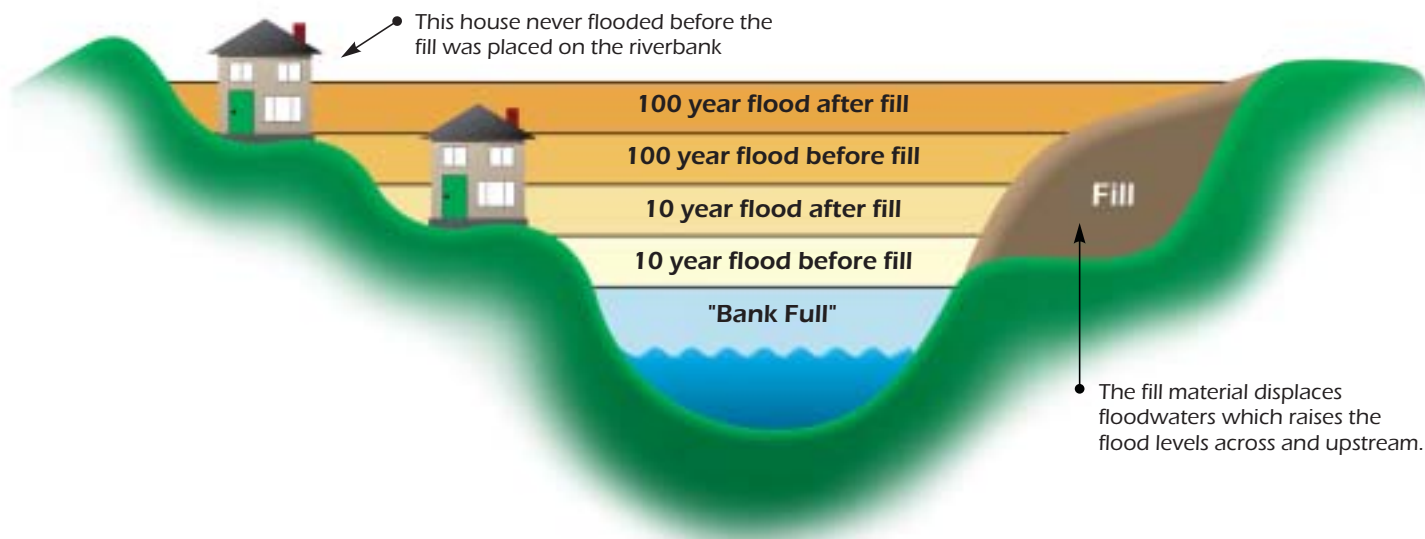 This house never flooded before the
fill was placed on the riverbank
100 year flood after fill
100 year flood before fill
10 year flood after fill
Fill
10 year flood before fill
"Bank Full"
The fill material displaces
floodwaters which raises the
flood levels across and upstream.